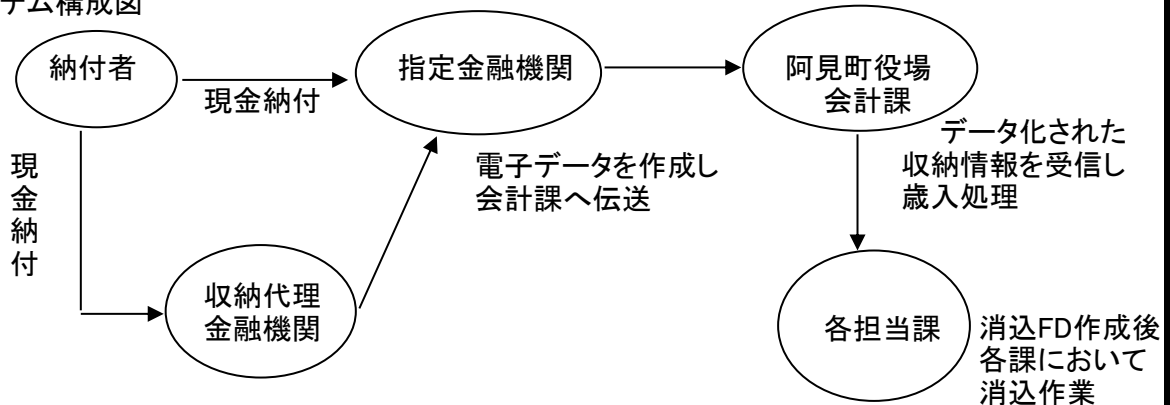 テム構成図
納付者
現金納付
指定金融機関
阿見町役場
会計課
電子データを作成し
会計課へ伝送
データ化された
収納情報を受信し
歳入処理
現金納付
収納代理
金融機関
各担当課
消込FD作成後
各課において
消込作業